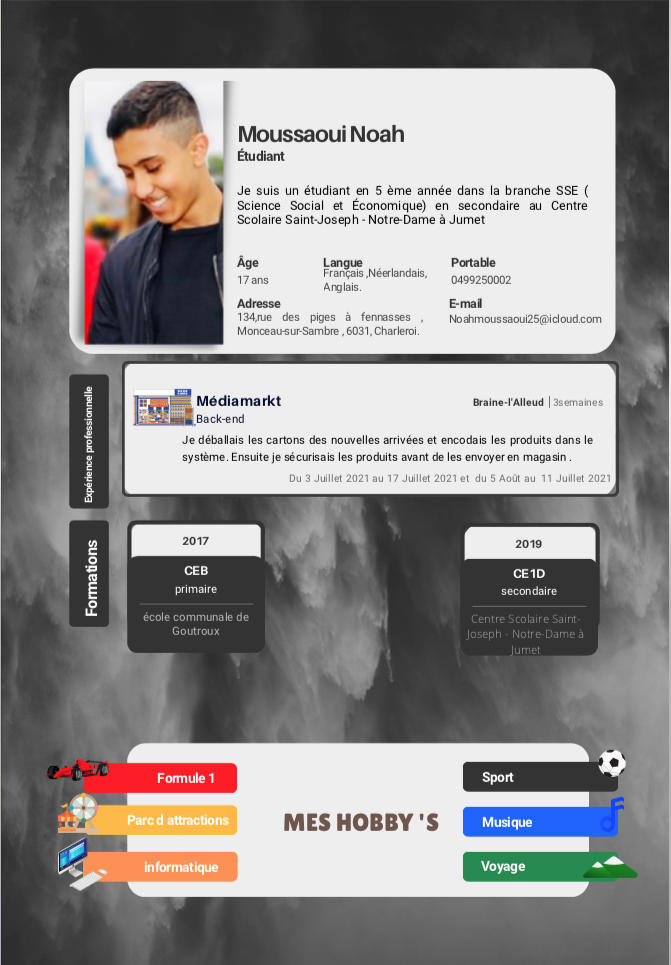 Moussaoui Noah
Étudiant
Je suis un étudiant en 5 ème année dans la branche SSE (
Science Social et Économique) en secondaire au Centre
Scolaire Saint-Joseph - Notre-Dame à Jumet
Âge
17 ans
Langue
Français ,Néerlandais,
Anglais.
Portable
0499250002
Adresse
134,rue des piges à fennasses ,
Monceau-sur-Sambre , 6031, Charleroi.
E-mail
Noahmoussaoui25@icloud.com
Expérience professionnelle
Médiamarkt
Back-end
Braine-l'Alleud | 3semaines
Je déballais les cartons des nouvelles arrivées et encodais les produits dans le
système. Ensuite je sécurisais les produits avant de les envoyer en magasin .
Du 3 Juillet 2021 au 17 Juillet 2021 et du 5 Août au 11 Juillet 2021
Formations
2017
CEB
primaire
école communale de
Goutroux
2019
CE1D
secondaire
Centre Scolaire Saint-
Joseph - Notre-Dame à
Jumet
Formule 1
Parc d attractions
informatique
MES HOBBY 'S
Sport
Musique
Voyage